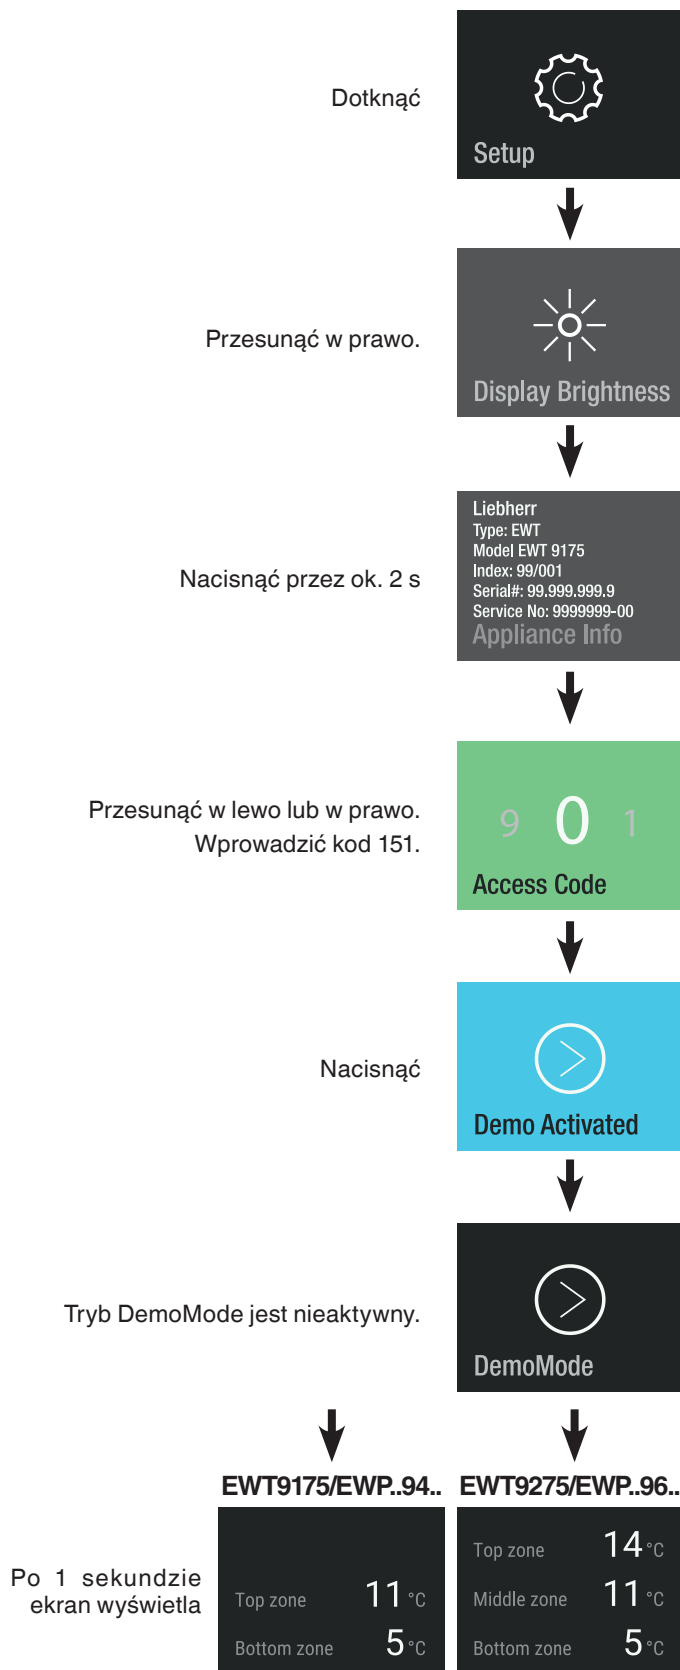 Dotknąć
Setup
Przesunąć w prawo.
Display Brightness
Nacisnąć przez ok. 2 s
Liebherr
Type: EWT
Model EWT 9175
Index: 99/001
Serial#: 99.999.999.9
Service No: 9999999-00
Appliance Info
Przesunąć w lewo lub w prawo.
Wprowadzić kod 151.
9 0 1
Access Code
Nacisnąć
Demo Activated
Tryb DemoMode jest nieaktywny.
DemoMode
EWT9175/EWP..94..
EWT9275/EWP..96..
Po 1 sekundzie
ekran wyświetla
Top zone 11 °C
Bottom zone 5 °C
Top zone 14 °C
Middle zone 11 °C
Bottom zone 5 °C